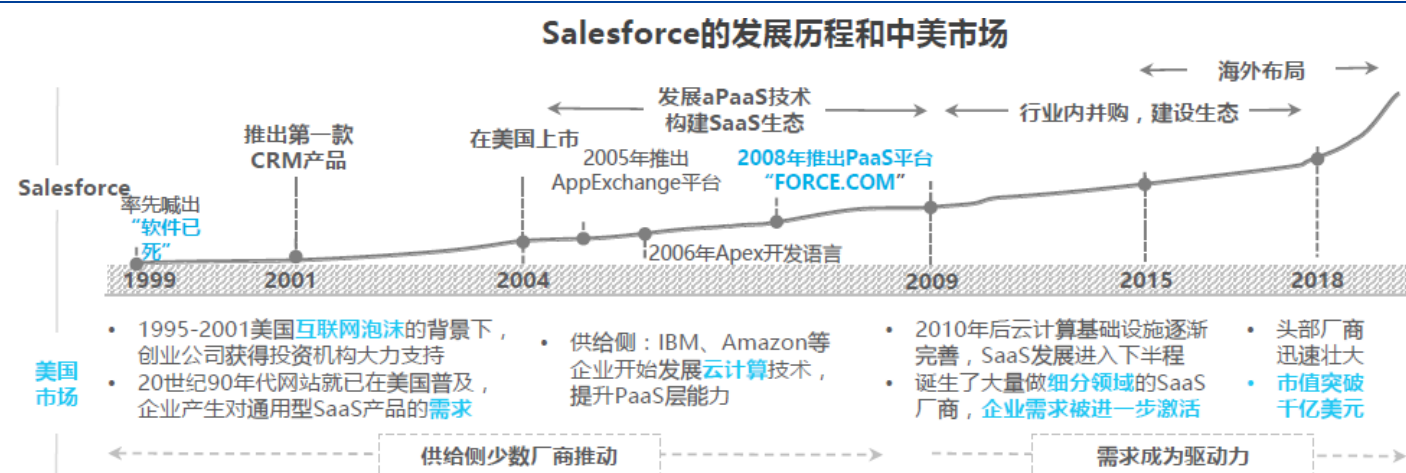 Salesforce的发展历程和中美市场
海外布局
发展aPaaS技术
构建SaaS生态
行业内并购，建设生态
推出第一款
CRM产品
在美国上市
2005年推出
AppExchange平台
2008年推出PaaS平台
“FORCE.COM”
Salesforce
率先喊出
“软件已
死”
2006年Apex开发语言
1999
2001
2004
2009
2015
2018
美国
市场
• 1995-2001美国互联网泡沫的背景下，
创业公司获得投资机构大力支持
• 20世纪90年代网站就已在美国普及，
企业产生对通用型SaaS产品的需求
• 供给侧：IBM、Amazon等
企业开始发展云计算技术，
提升PaaS层能力
• 2010年后云计算基础设施逐渐
完善，SaaS发展进入下半程
• 诞生了大量做细分领域的SaaS
厂商，企业需求被进一步激活
• 头部厂商
迅速壮大
• 市值突破
千亿美元
供给侧少数厂商推动
需求成为驱动力